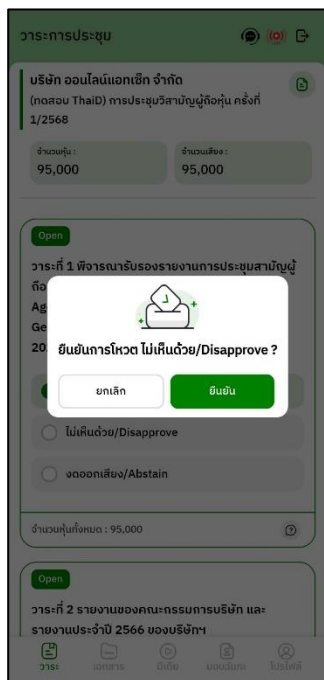 วาระการประชุม
บริษัท ออนไลน์แอทเซ็ท จำกัด
(ทดสอบ ThaiD) การประชุมวิสามัญผู้ถือหุ้น ครั้งที่
1/2568
จำนวนหุ้น :
จำนวนเสียง :
95,000
95,000
Open
วาระที่ 1 พิจารณารับรองรายงานการประชุมสามัญผู้
ถือ
Ag
Ge
20
ยืนยันการโหวต ไม่เห็นด้วย/Disapprove ?
ยกเลิก
ยืนยัน
ไม่เห็นด้วย/Disapprove
งดออกเสียง/Abstain
จำนวนหุ้นทั้งหมด : 95,000
Open
วาระที่ 2 รายงานของคณะกรรมการบริษัท และ
รายงานประจำปี 2566 ของบริษัทฯ
วาระ
เอกสาร
มีเดีย
มอบฉันทะ
โปรไฟล์